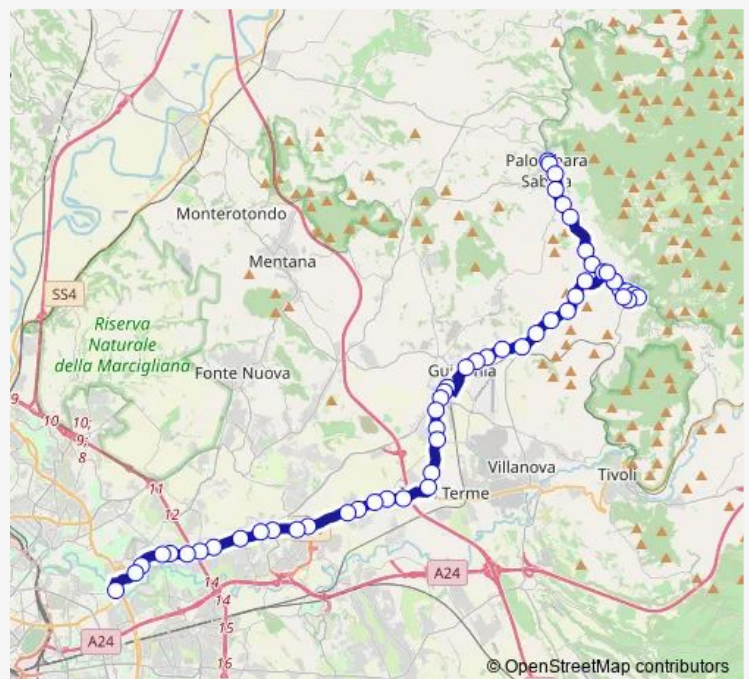 Palombara
Sabina
Monterotondo
Mentana
SS4
Riserva
Naturale
della Marcigliana
Fonte Nuova
Guidonia
9
10
10;
9;
8
11
12
Villanova
Tivoli
Terme
14
14
15
16
A24
A24
© OpenStreetMap contributors